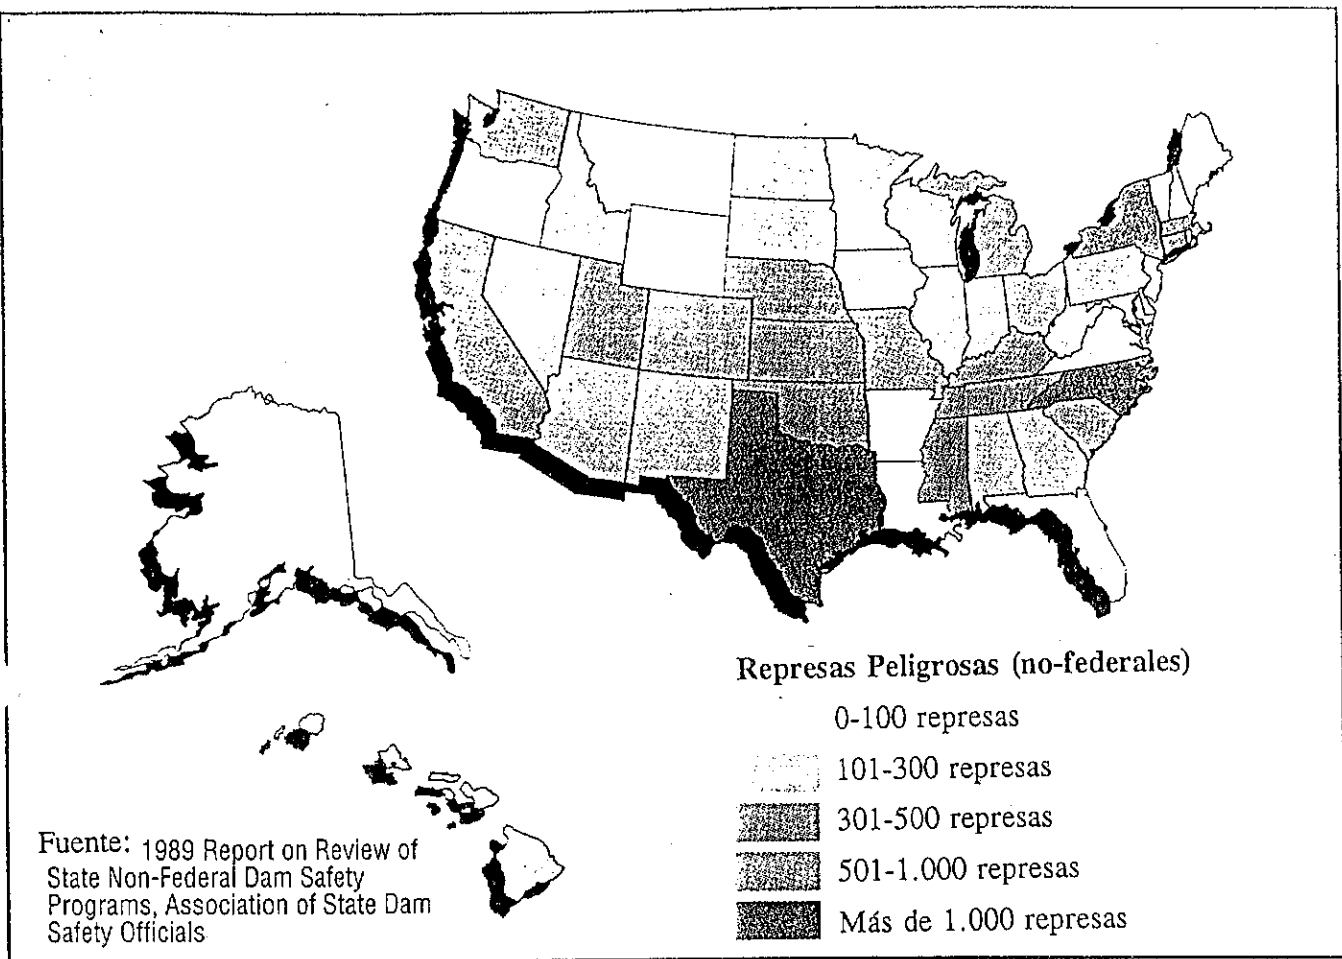 Represas Peligrosas (no-federales)
0-100 represas
101-300 represas
301-500 represas
501-1.000 represas
Más de 1.000 represas
Fuente: 1989 Report on Review of
State Non-Federal Dam Safety
Programs, Association of State Dam
Safety Officials